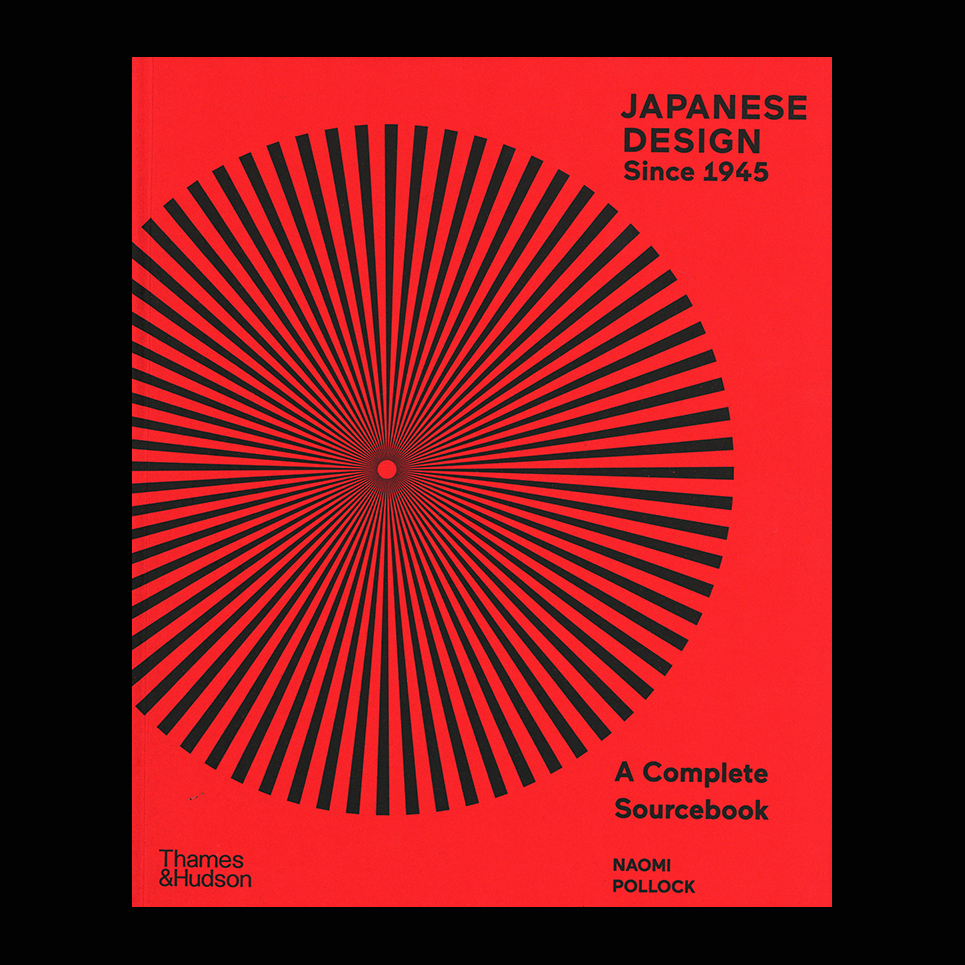 JAPANESE
DESIGN
Since 1945
A Complete
Sourcebook
NAOMI
POLLOCK
Thames
&Hudson